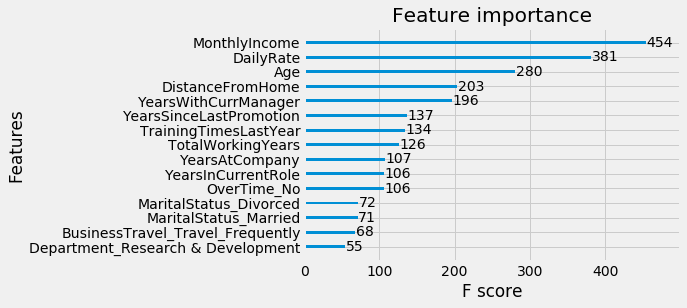 Feature importance
Features
MonthlyIncome 454
DailyRate 381
Age 280
DistanceFromHome 203
YearsWithCurrManager 196
YearsSinceLastPromotion 137
TrainingTimesLastYear 134
TotalWorkingYears 126
YearsAtCompany 107
YearsInCurrentRole 106
OverTime_No 106
MaritalStatus_Divorced 72
MaritalStatus_Married 71
BusinessTravel_Travel_Frequently 68
Department_Research & Development 55
0 100 200 300 400
F score